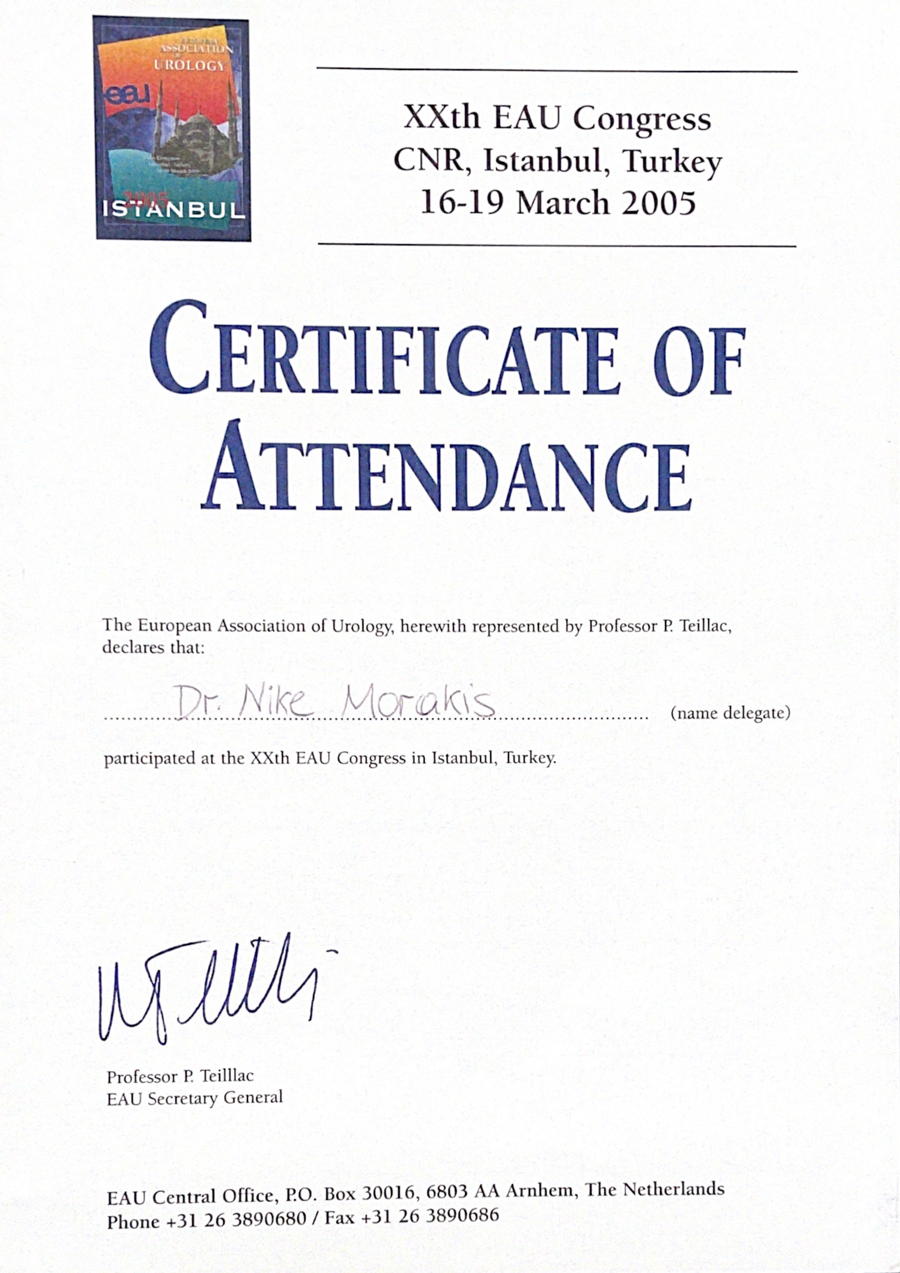 ASSOCIATION
UROLOGY
eau
2005
ISTANBUL
XXth EAU Congress
CNR, Istanbul, Turkey
16-19 March 2005
CERTIFICATE OF
ATTENDANCE
The European Association of Urology, herewith represented by Professor P. Teillac,
declares that:
Dr. Nike Morakis (name delegate)
participated at the XXth EAU Congress in Istanbul, Turkey.
Professor P. Teilllac
EAU Secretary General
EAU Central Office, P.O. Box 30016, 6803 AA Arnhem, The Netherlands
Phone +31 26 3890680 / Fax +31 26 3890686